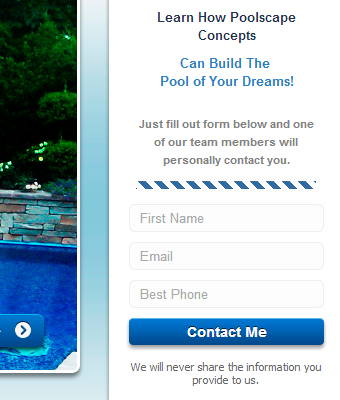 Learn How Poolscape
Concepts
Can Build The
Pool of Your Dreams!
Just fill out form below and one
of our team members will
personally contact you.
First Name
Email
Best Phone
Contact Me
We will never share the information you
provide to us.